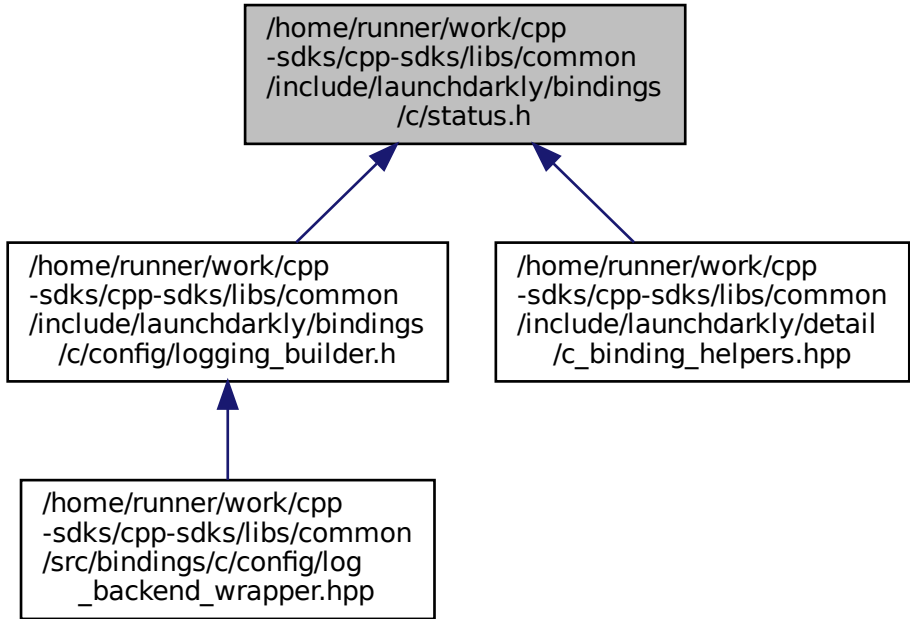 /home/runner/work/cpp
-sdks/cpp-sdks/libs/common
/include/launchdarkly/bindings
/c/status.h
/home/runner/work/cpp
-sdks/cpp-sdks/libs/common
/include/launchdarkly/bindings
/c/config/logging_builder.h
/home/runner/work/cpp
-sdks/cpp-sdks/libs/common
/include/launchdarkly/detail
/c_binding_helpers.hpp
/home/runner/work/cpp
-sdks/cpp-sdks/libs/common
/src/bindings/c/config/log
_backend_wrapper.hpp